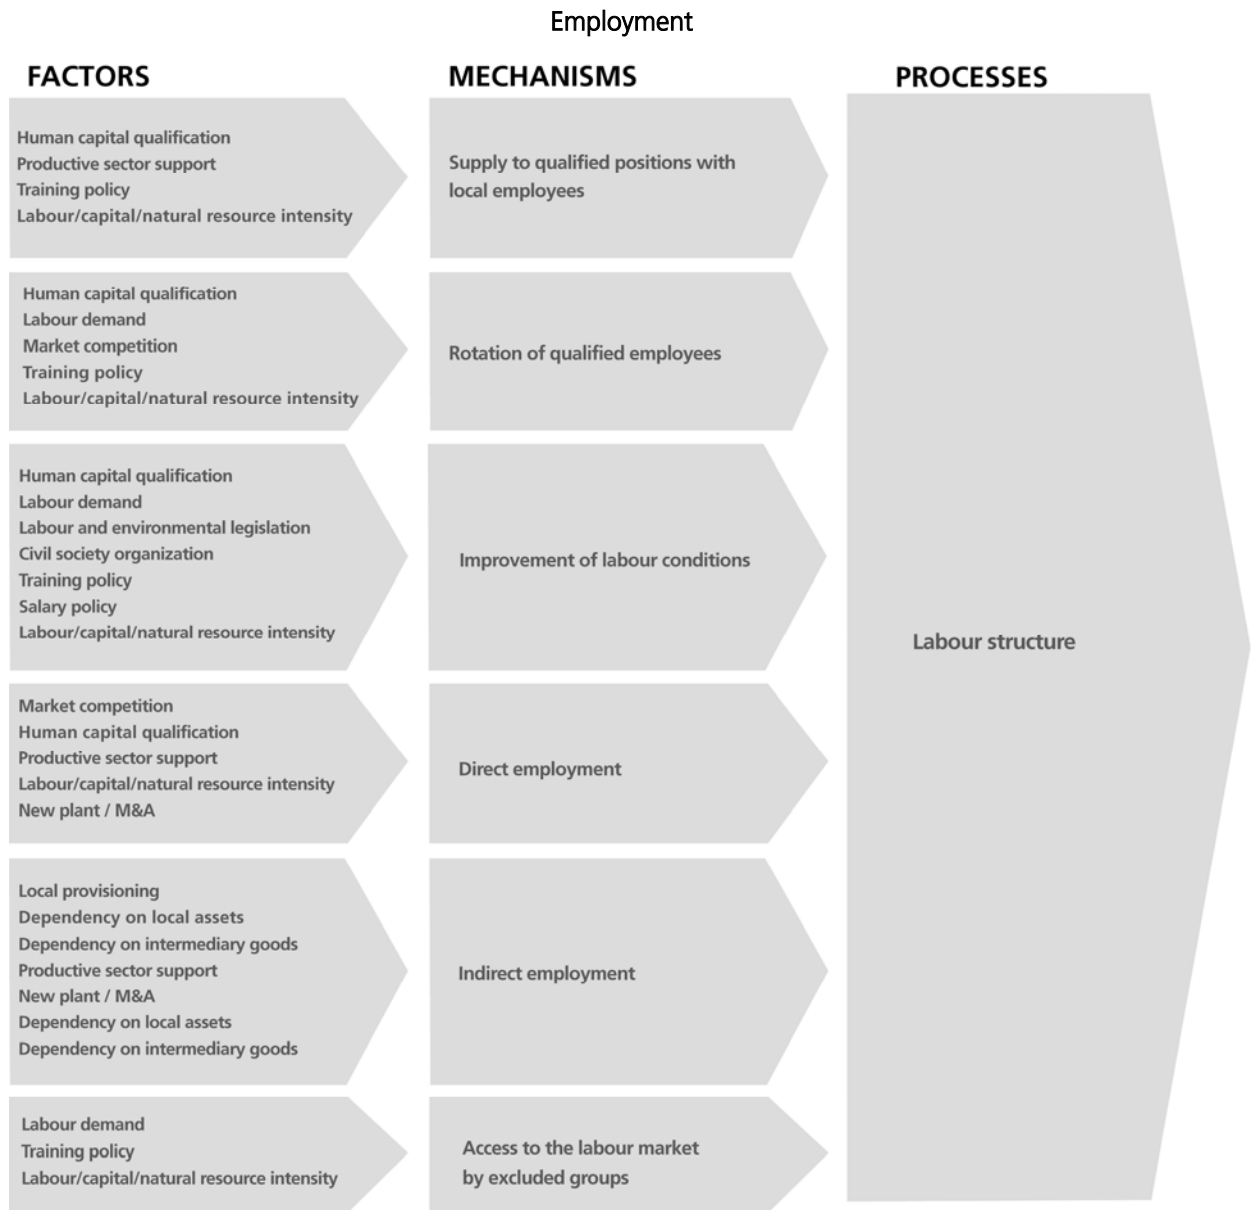 Employment
FACTORS
MECHANISMS
PROCESSES
Human capital qualification
Productive sector support
Training policy
Labour/capital/natural resource intensity
Supply to qualified positions with
local employees
Human capital qualification
Labour demand
Market competition
Training policy
Labour/capital/natural resource intensity
Rotation of qualified employees
Human capital qualification
Labour demand
Labour and environmental legislation
Civil society organization
Training policy
Salary policy
Labour/capital/natural resource intensity
Improvement of labour conditions
Market competition
Human capital qualification
Productive sector support
Labour/capital/natural resource intensity
New plant / M&A
Direct employment
Local provisioning
Dependency on local assets
Dependency on intermediary goods
Productive sector support
New plant / M&A
Dependency on local assets
Dependency on intermediary goods
Indirect employment
Labour demand
Training policy
Labour/capital/natural resource intensity
Access to the labour market
by excluded groups
Labour structure